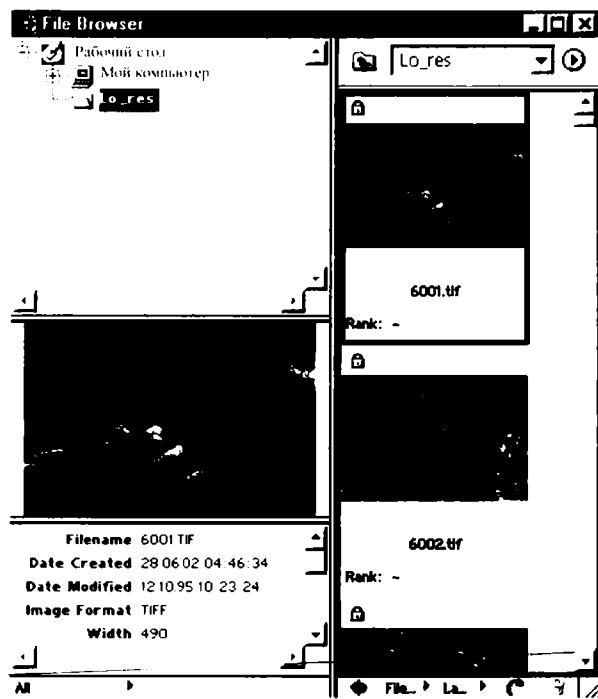 File Browser
Рабочий стол
Мой компьютер
Lo_res
Filename 6001.TIF
Date Created 28.06.02 04:46:34
Date Modified 12.10.95 10 23 24
Image Format TIFF
Width 490
All
Lo_res
6001.tif
Rank: -
6002.tif
Rank: -
File... La...